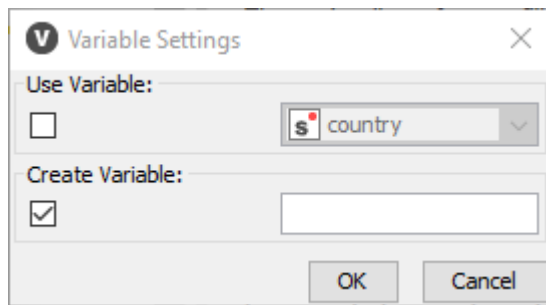 V Variable Settings
Use Variable:
s country
Create Variable:
OK Cancel